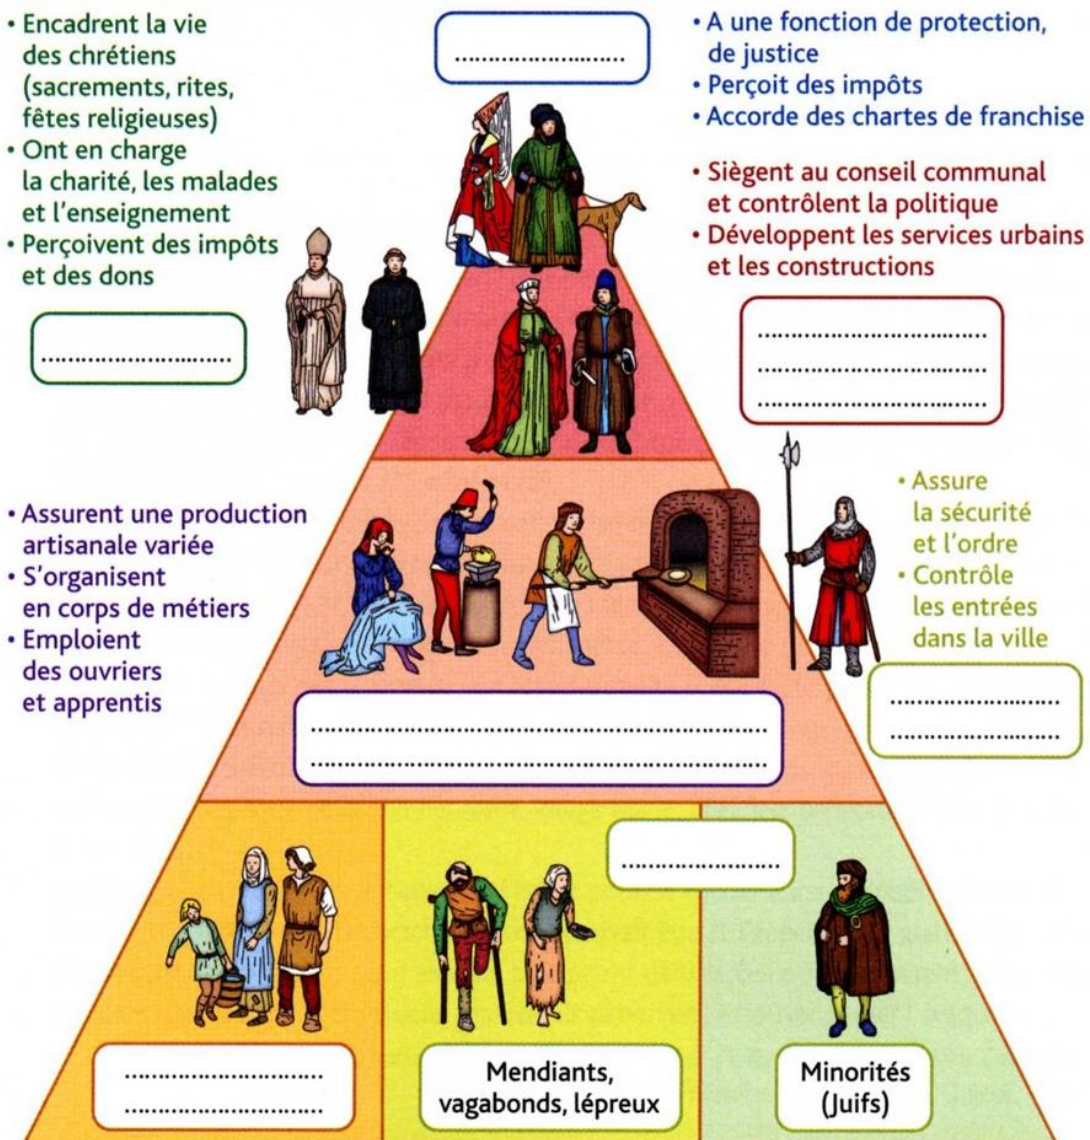 • Encadrent la vie
des chrétiens
(sacrements, rites,
fêtes religieuses)
• Ont en charge
la charité, les malades
et l'enseignement
• Perçoivent des impôts
et des dons
• A une fonction de protection,
de justice
• Perçoit des impôts
• Accorde des chartes de franchise
• Siègent au conseil communal
et contrôlent la politique
• Développent les services urbains
et les constructions
• Assurent une production
artisanale variée
• S'organisent
en corps de métiers
• Emploient
des ouvriers
et apprentis
• Assure
la sécurité
et l'ordre
• Contrôle
les entrées
dans la ville
Mendiants,
vagabonds, lépreux
Minorités
(Juifs)